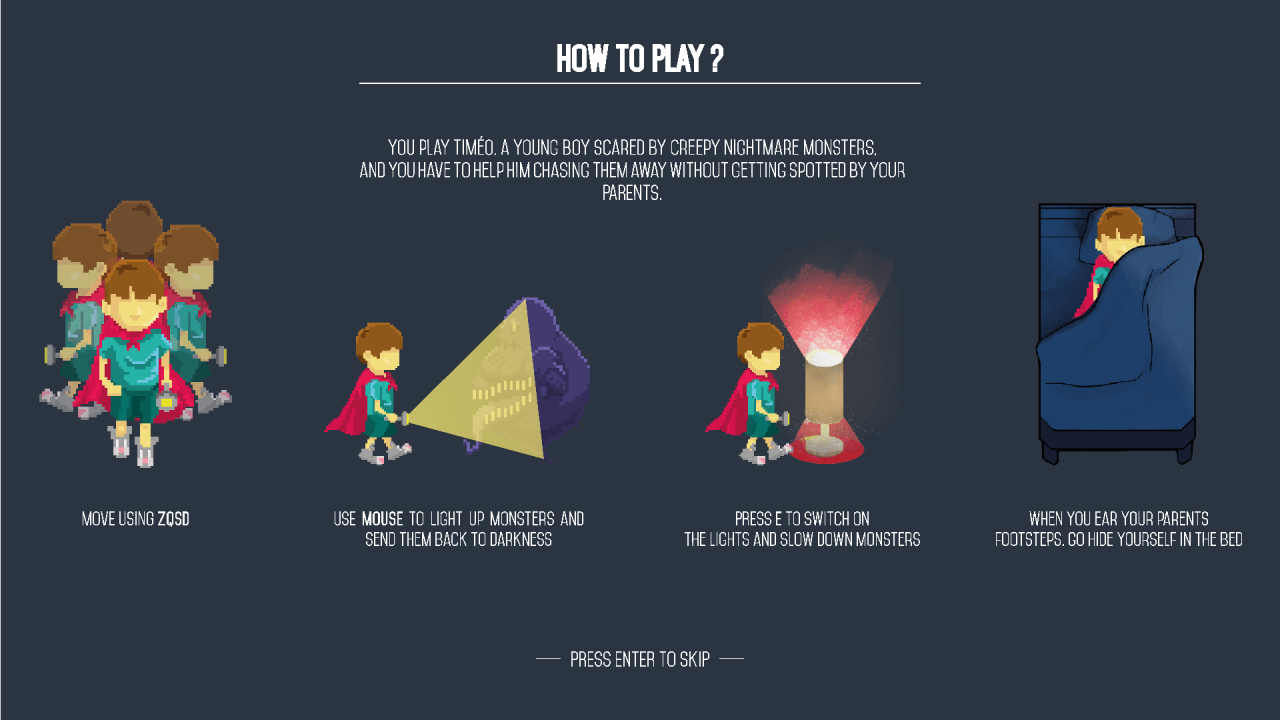 HOW TO PLAY ?
YOU PLAY TIMÉO. A YOUNG BOY SCARED BY CREEPY NIGHTMARE MONSTERS,
AND YOU HAVE TO HELP HIM CHASING THEM AWAY WITHOUT GETTING SPOTTED BY YOUR
PARENTS.
MOVE USING ZQSD
USE MOUSE TO LIGHT UP MONSTERS AND
SEND THEM BACK TO DARKNESS
PRESS E TO SWITCH ON
THE LIGHTS AND SLOW DOWN MONSTERS
WHEN YOU EAR YOUR PARENTS
FOOTSTEPS. GO HIDE YOURSELF IN THE BED
PRESS ENTER TO SKIP